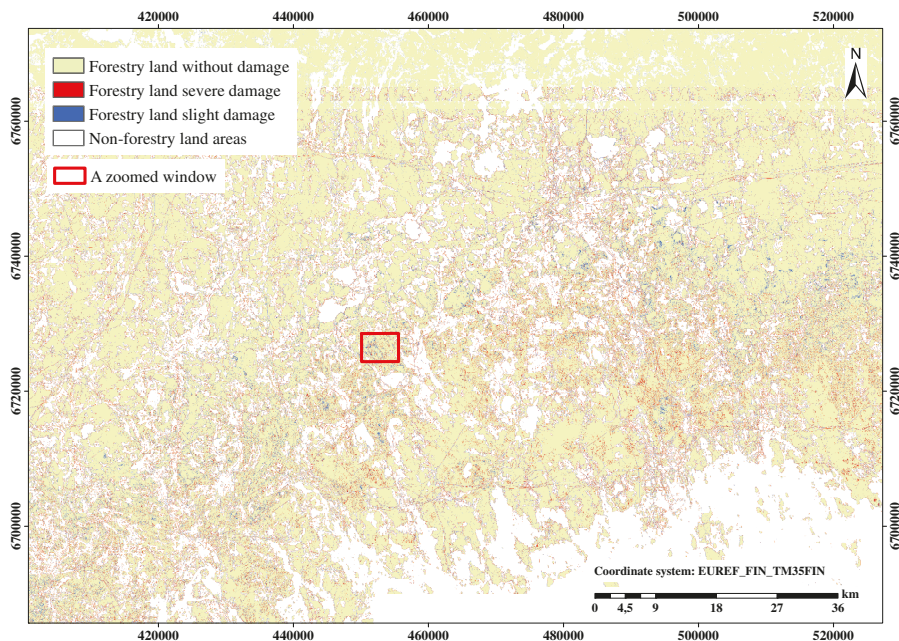 420000 440000 460000 480000 500000 520000
Forestry land without damage
Forestry land severe damage
Forestry land slight damage
Non-forestry land areas
A zoomed window
N
6760000 6760000
6740000 6740000
6720000 6720000
6700000 6700000
Coordinate system: EUREF_FIN_TM35FIN
km
0 4,5 9 18 27 36
420000 440000 460000 480000 500000 520000